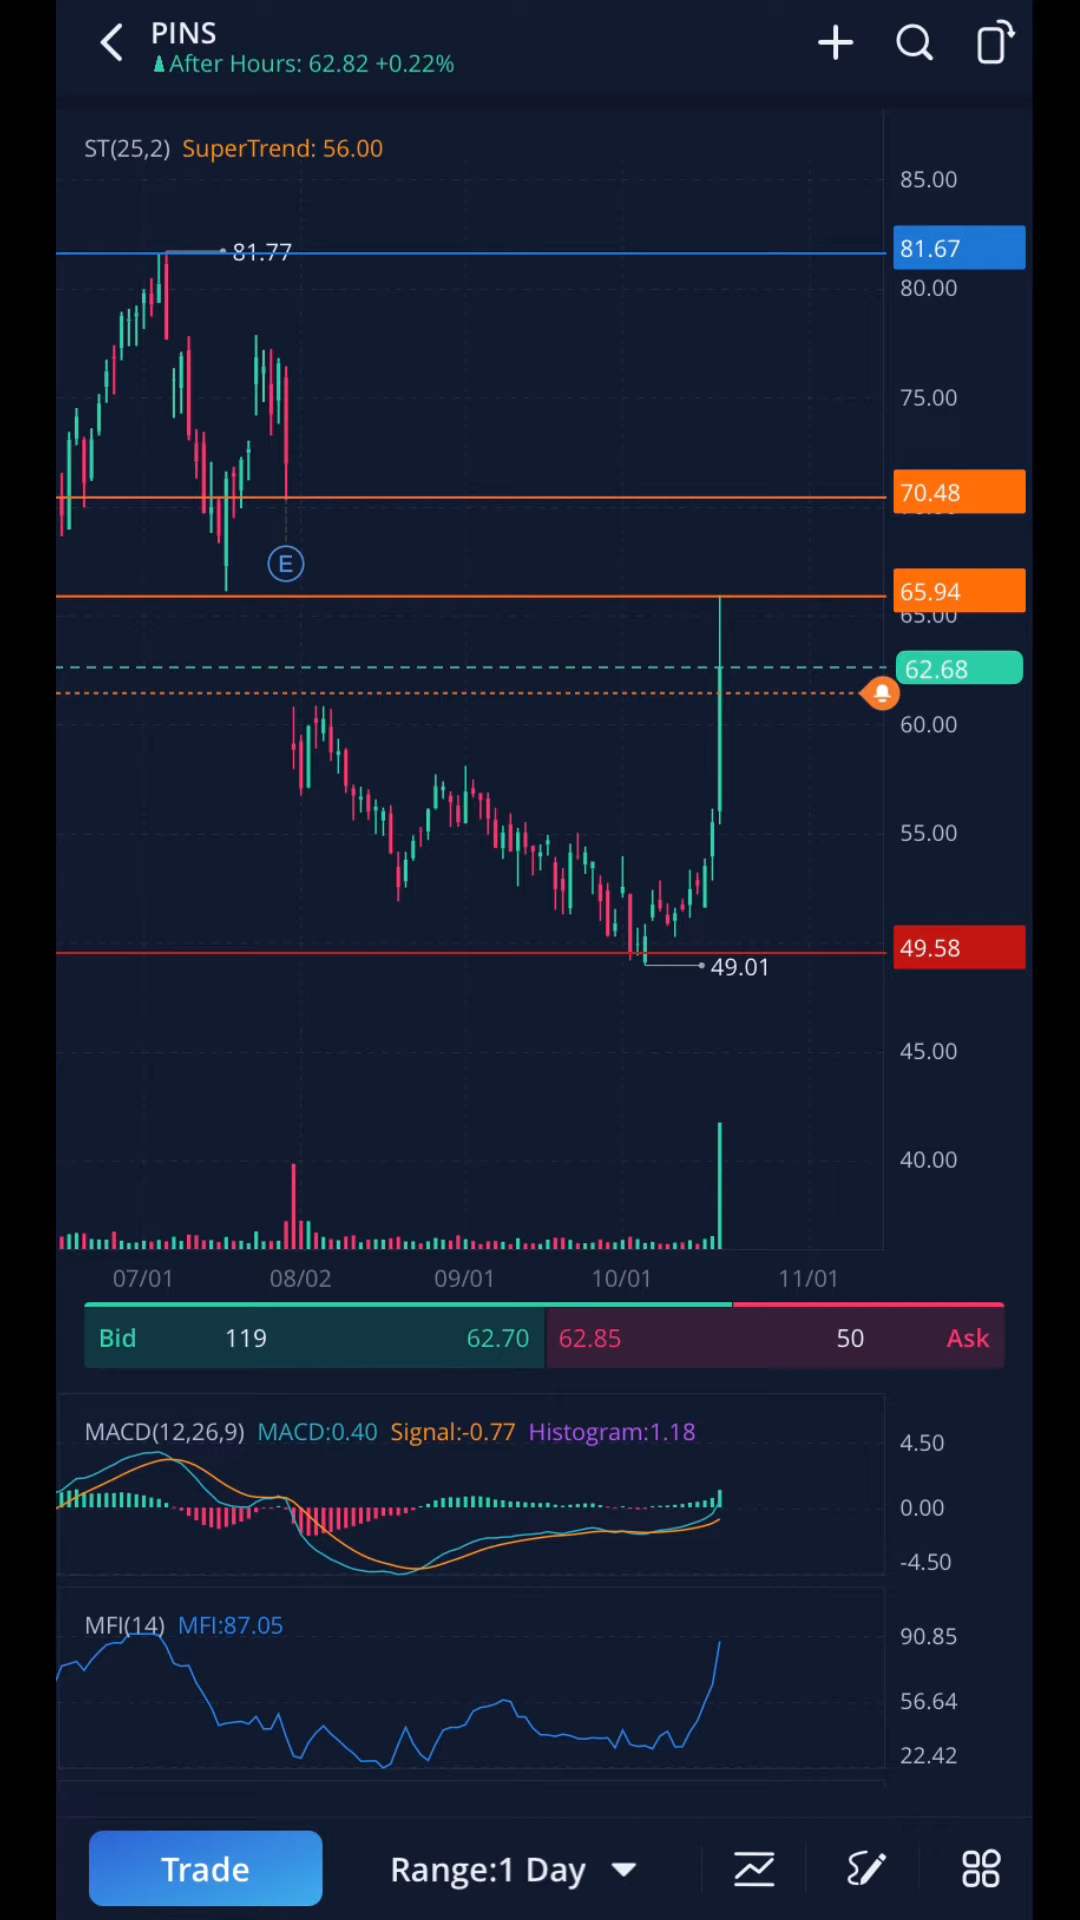 PINS
After Hours: 62.82 +0.22%
ST(25,2) SuperTrend: 56.00
85.00
81.77
81.67
80.00
75.00
70.48
E
65.94
65.00
62.68
60.00
55.00
49.58
49.01
45.00
40.00
07/01 08/02 09/01 10/01 11/01
Bid 119 62.70 62.85 50 Ask
MACD(12,26,9) MACD:0.40 Signal:-0.77 Histogram:1.18
4.50
0.00
-4.50
MFI(14) MFI:87.05
90.85
56.64
22.42
Trade Range:1 Day